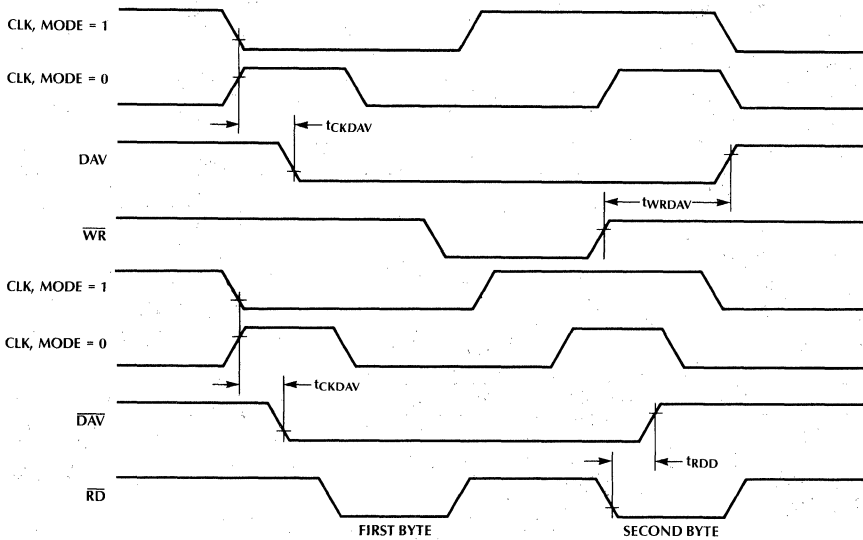 CLK, MODE = 1
CLK, MODE = 0
tCKDAV
DAV
tWRDAV
WR
CLK, MODE = 1
CLK, MODE = 0
tCKDAV
DAV
tRDD
RD
FIRST BYTE SECOND BYTE